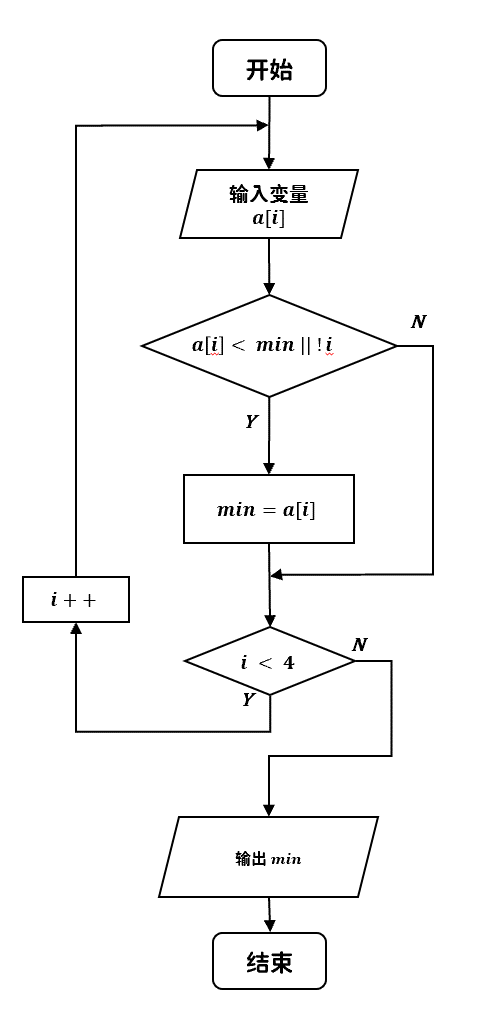 开始
输入变量
a[i]
N
a[i] < min || ! i
Y
min = a[i]
i + +
N
i < 4
Y
输出 min
结束